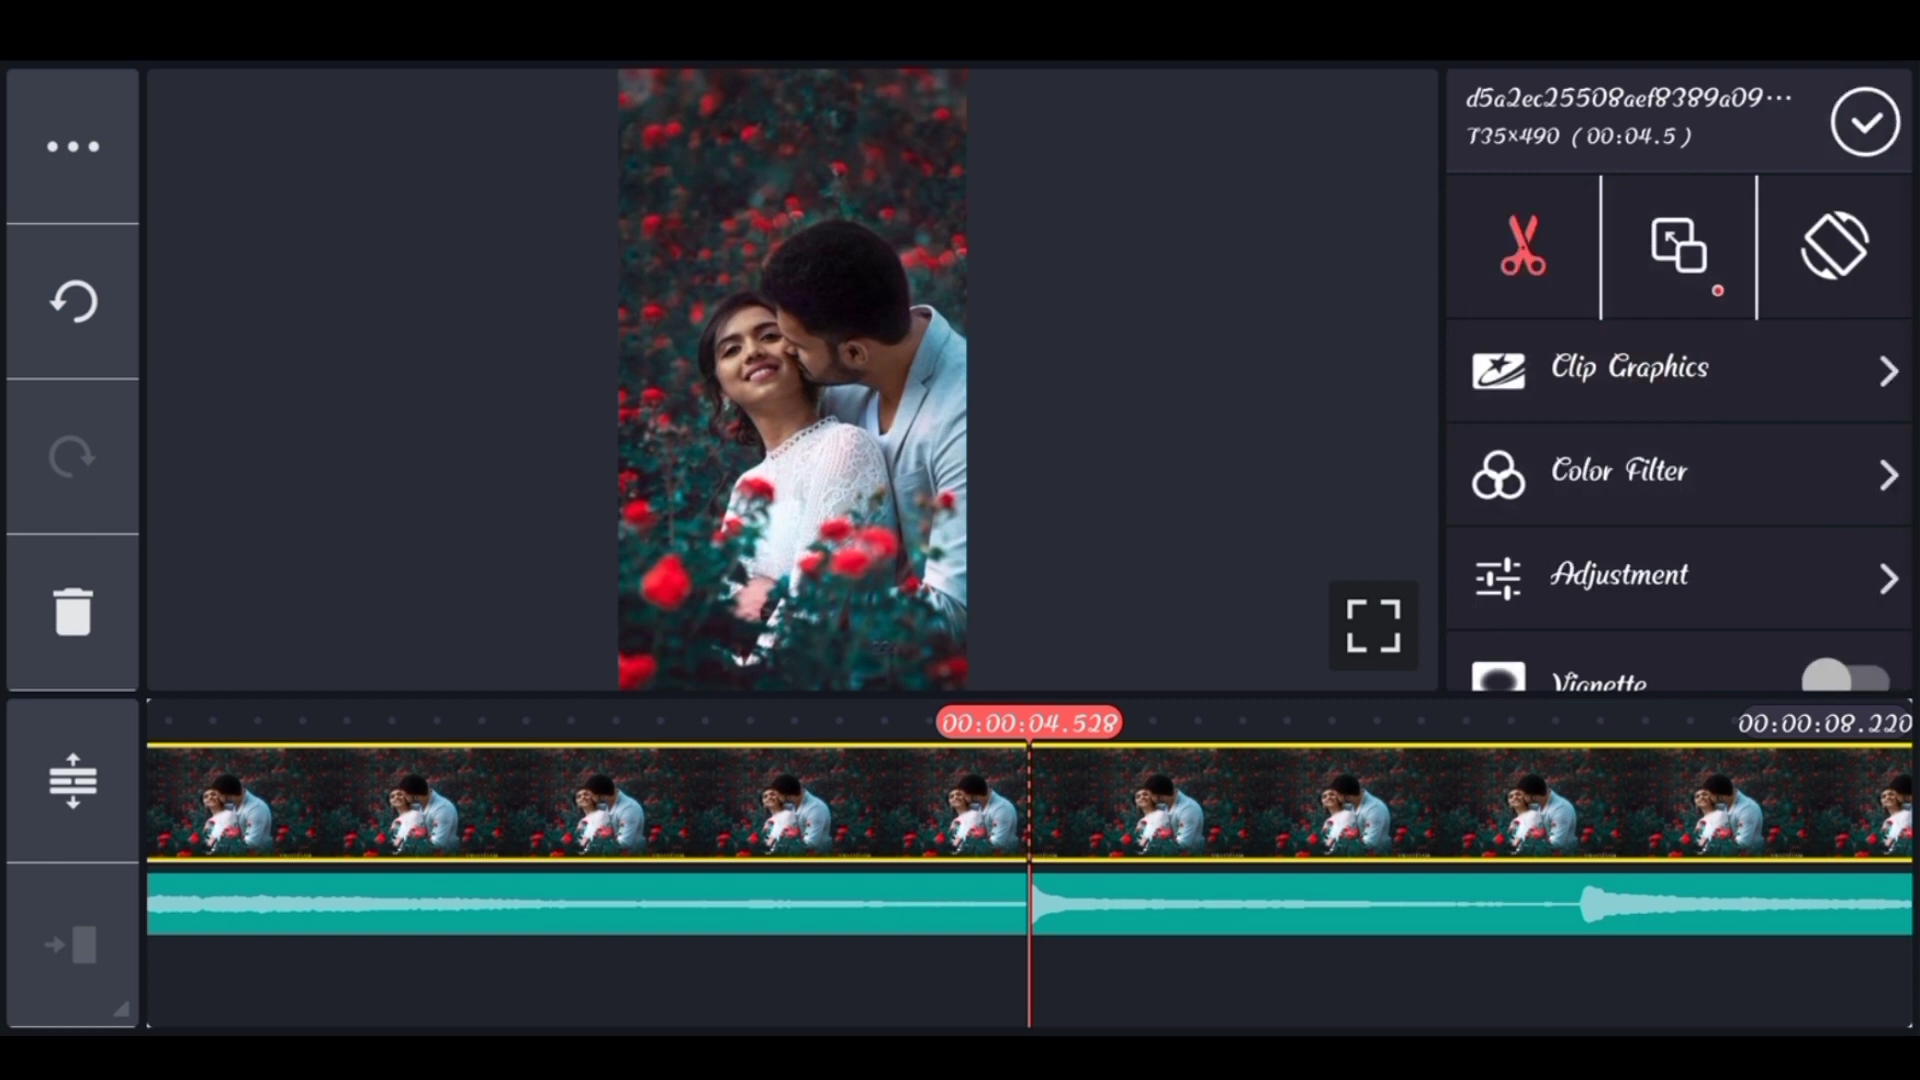 d5a2ec25508aef8389a09...
735×490 (00:04.5)
Clip Graphics
Color Filter
Adjustment
Vignette
00:00:04.528
00:00:08.220